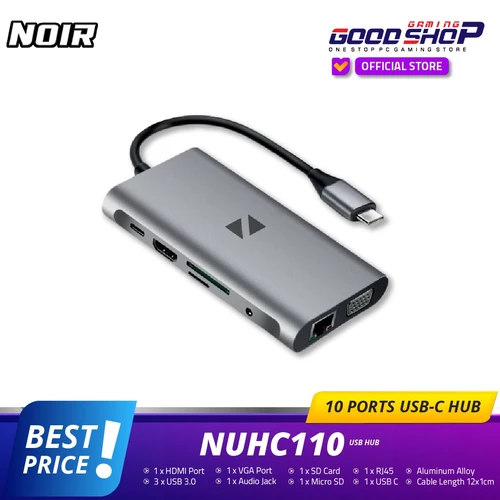 NOIR
GAMING
GOODSHOP
ONE STOP PC GAMING STORE
OFFICIAL STORE
10 PORTS USB-C HUB
BEST
PRICE!
NUHC110 USB HUB
• 1 x HDMI Port • 1 x VGA Port • 1 x SD Card • 1 x RJ45 • Aluminum Alloy
• 3 x USB 3.0 • 1 x Audio Jack • 1 x Micro SD • 1 x USB C • Cable Length 12x1cm